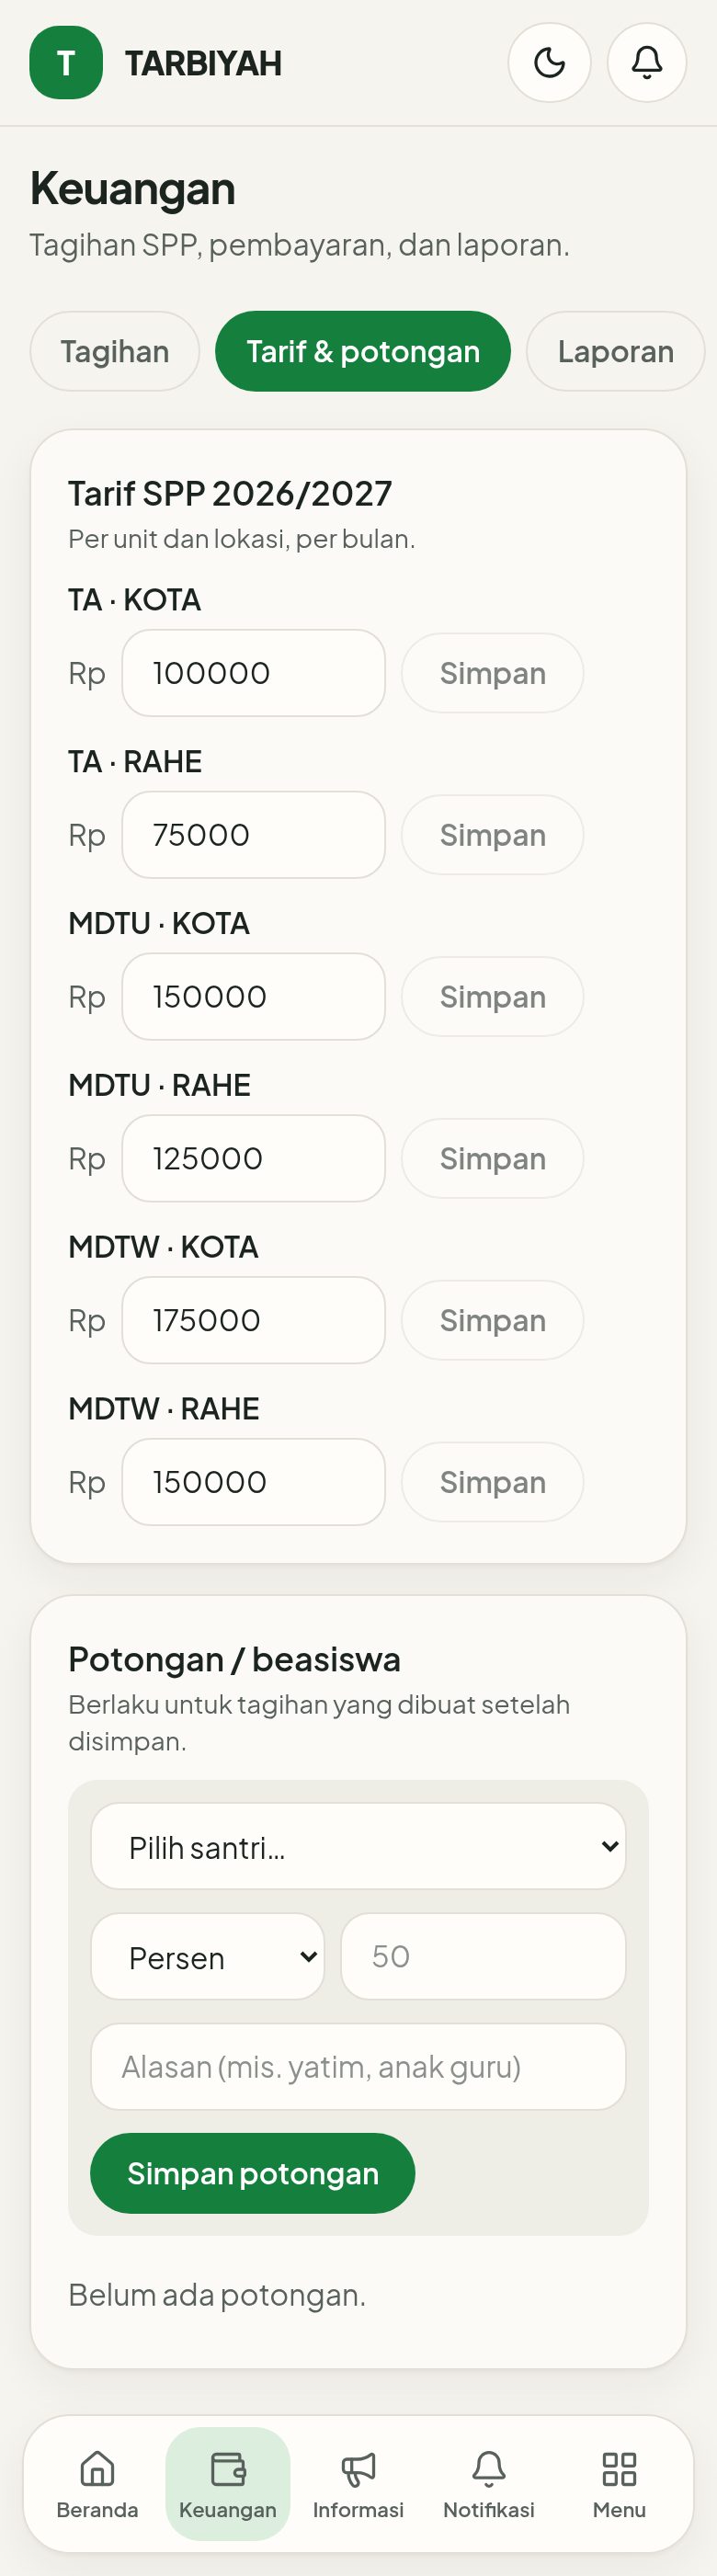 T TARBIYAH
Keuangan
Tagihan SPP, pembayaran, dan laporan.
Tagihan Tarif & potongan Laporan
Tarif SPP 2026/2027
Per unit dan lokasi, per bulan.
TA · KOTA
Rp 100000 Simpan
TA · RAHE
Rp 75000 Simpan
MDTU · KOTA
Rp 150000 Simpan
MDTU · RAHE
Rp 125000 Simpan
MDTW · KOTA
Rp 175000 Simpan
MDTW · RAHE
Rp 150000 Simpan
Potongan / beasiswa
Berlaku untuk tagihan yang dibuat setelah
disimpan.
Pilih santri...
Persen 50
Alasan (mis. yatim, anak guru)
Simpan potongan
Belum ada potongan.
Beranda Keuangan Informasi Notifikasi Menu